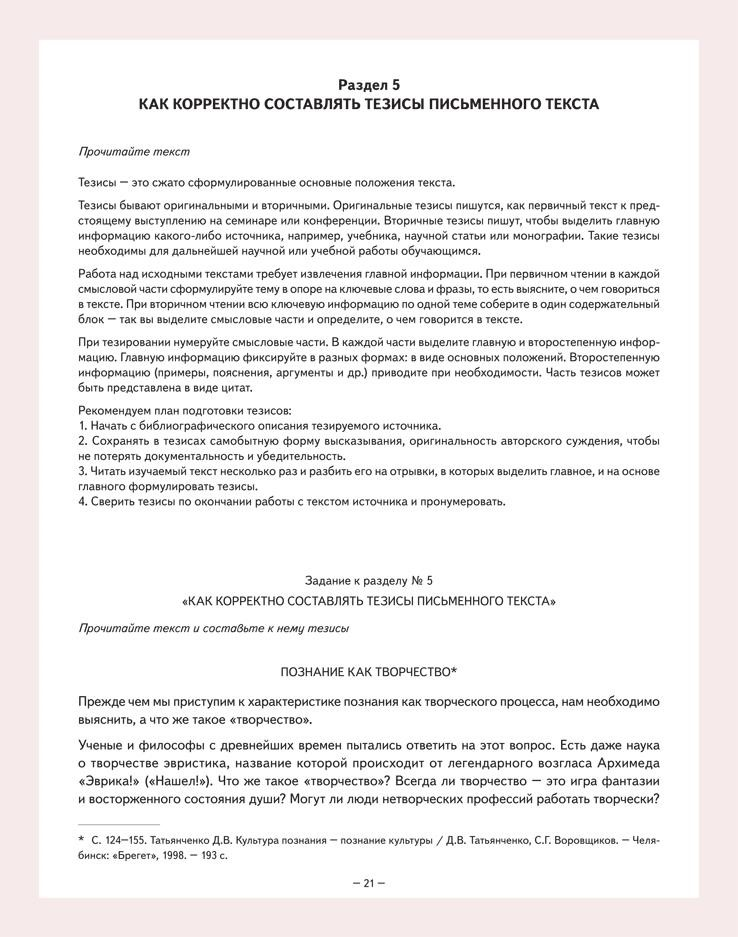 Раздел 5
КАК КОРРЕКТНО СОСТАВЛЯТЬ ТЕЗИСЫ ПИСЬМЕННОГО ТЕКСТА
Прочитайте текст
Тезисы — это сжато сформулированные основные положения текста.
Тезисы бывают оригинальными и вторичными. Оригинальные тезисы пишутся, как первичный текст к пред-
стоящему выступлению на семинаре или конференции. Вторичные тезисы пишут, чтобы выделить главную
информацию какого-либо источника, например, учебника, научной статьи или монографии. Такие тезисы
необходимы для дальнейшей научной или учебной работы обучающимся.
Работа над исходными текстами требует извлечения главной информации. При первичном чтении в каждой
смысловой части сформулируйте тему в опоре на ключевые слова и фразы, то есть выясните, о чем говориться
в тексте. При вторичном чтении всю ключевую информацию по одной теме соберите в один содержательный
блок — так вы выделите смысловые части и определите, о чем говорится в тексте.
При тезировании нумеруйте смысловые части. В каждой части выделите главную и второстепенную инфор-
мацию. Главную информацию фиксируйте в разных формах: в виде основных положений. Второстепенную
информацию (примеры, пояснения, аргументы и др.) приводите при необходимости. Часть тезисов может
быть представлена в виде цитат.
Рекомендуем план подготовки тезисов:
1. Начать с библиографического описания тезируемого источника.
2. Сохранять в тезисах самобытную форму высказывания, оригинальность авторского суждения, чтобы
не потерять документальность и убедительность.
3. Читать изучаемый текст несколько раз и разбить его на отрывки, в которых выделить главное, и на основе
главного формулировать тезисы.
4. Сверить тезисы по окончании работы с текстом источника и пронумеровать.
Задание к разделу № 5
«КАК КОРРЕКТНО СОСТАВЛЯТЬ ТЕЗИСЫ ПИСЬМЕННОГО ТЕКСТА»
Прочитайте текст и составьте к нему тезисы
ПОЗНАНИЕ КАК ТВОРЧЕСТВО*
Прежде чем мы приступим к характеристике познания как творческого процесса, нам необходимо
выяснить, а что же такое «творчество».
Ученые и философы с древнейших времен пытались ответить на этот вопрос. Есть даже наука
о творчестве эвристика, название которой происходит от легендарного возгласа Архимеда
«Эврика!» («Нашел!»). Что же такое «творчество»? Всегда ли творчество — это игра фантазии
и восторженного состояния души? Могут ли люди нетворческих профессий работать творчески?
* С. 124—155. Татьянченко Д.В. Культура познания — познание культуры / Д.В. Татьянченко, С.Г. Воровщиков. — Челя-
бинск: «Брегет», 1998. — 193 с.
— 21 —